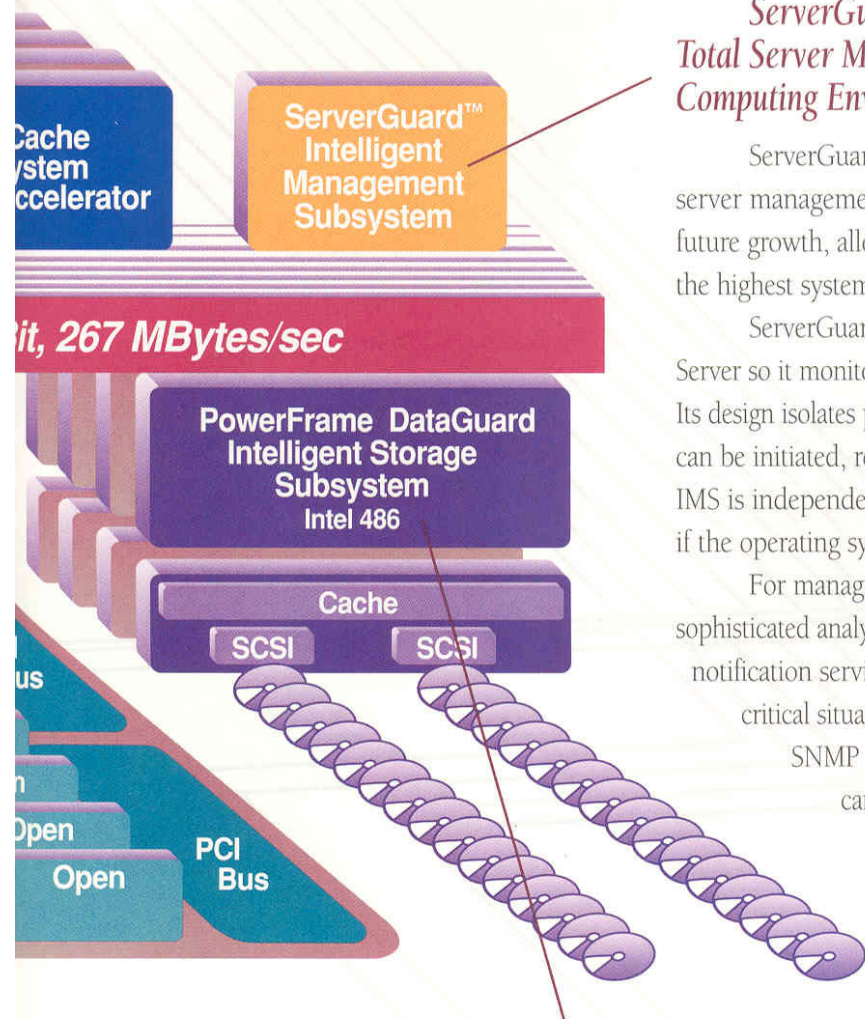 Cache
ystem
ccelerator
ServerGuard™
Intelligent
Management
Subsystem
it, 267 MBytes/sec
PowerFrame DataGuard
Intelligent Storage
Subsystem
Intel 486
Cache
SCSI
SCSI
us
n
Open
Open
PCI
Bus
ServerGu
Total Server M
Computing Env
ServerGuar
server manageme
future growth, all
the highest system
ServerGuar
Server so it monito
Its design isolates p
can be initiated, re
IMS is independe
if the operating sy
For manag
sophisticated analy
notification servi
critical situa
SNMP
ca